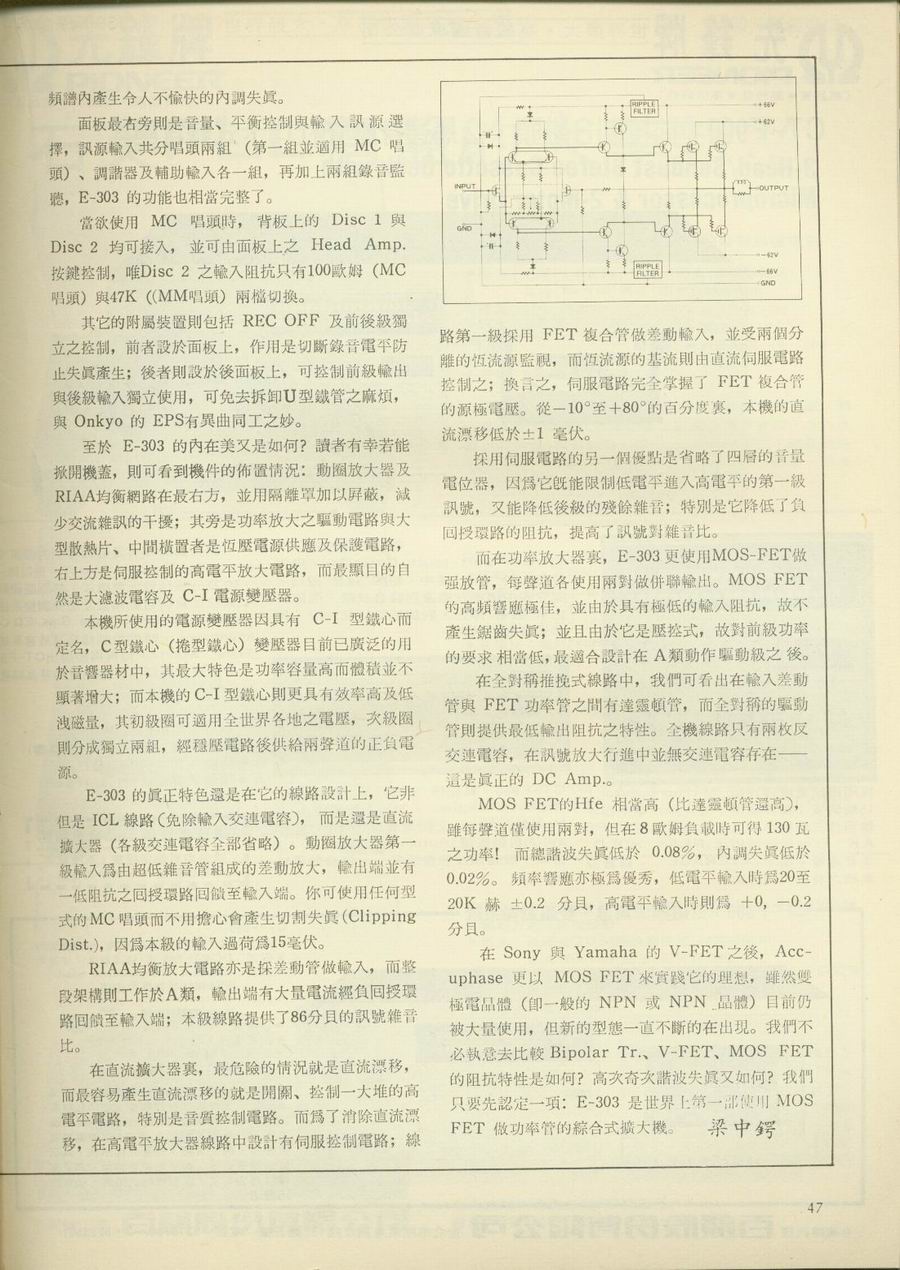 頻譜內產生令人不愉快的內調失眞。
面板最右旁則是音量、平衡控制與輸入訊源選
擇，訊源輸入共分唱頭兩組（第一組並適用 MC 唱
頭）、調諧器及輔助輸入各一組，再加上兩組錄音監
聽，E-303 的功能也相當完整了。
當欲使用 MC 唱頭時，背板上的 Disc 1 與
Disc 2 均可接入，並可由面板上之 Head Amp.
按鍵控制，唯Disc 2 之輸入阻抗只有100歐姆（MC
唱頭）與47K（(MM唱頭）兩檔切換。
其它的附屬裝置則包括 REC OFF 及前後級獨
立之控制，前者設於面板上，作用是切斷錄音電平防
止失眞產生；後者則設於後面板上，可控制前級輸出
與後級輸入獨立使用，可免去拆卸U型鐵管之麻煩，
與 Onkyo 的 EPS有異曲同工之妙。
至於 E-303 的內在美又是如何？讀者有幸若能
掀開機蓋，則可看到機件的佈置情況：動圈放大器及
RIAA均衡網路在最右方，並用隔離罩加以屏蔽，減
少交流雜訊的干擾；其旁是功率放大之驅動電路與大
型散熱片、中間橫置者是恆壓電源供應及保護電路，
右上方是伺服控制的高電平放大電路，而最顯目的自
然是大濾波電容及 C-I 電源變壓器。
本機所使用的電源變壓器因具有 C-I 型鐵心而
定名，C型鐵心（捲型鐵心）變壓器目前已廣泛的用
於音響器材中，其最大特色是功率容量高而體積並不
顯著增大；而本機的 C-I 型鐵心則更具有效率高及低
洩磁量，其初級圈可適用全世界各地之電壓，次級圈
則分成獨立兩組，經穩壓電路後供給兩聲道的正負電
源。
E-303 的眞正特色還是在它的線路設計上，它非
但是 ICL 線路（免除輸入交連電容），而是還是直流
擴大器（各級交連電容全部省略）。動圈放大器第一
級輸入爲由超低雜音管組成的差動放大，輸出端並有
一低阻抗之囘授環路囘饋至輸入端。你可使用任何型
式的 MC 唱頭而不用擔心會產生切割失眞(Clipping
Dist.)，因爲本級的輸入過荷爲15毫伏。
RIAA均衡放大電路亦是採差動管做輸入，而整
段架構則工作於A類，輸出端有大量電流經負囘授環
路囘饋至輸入端；本級線路提供了86分貝的訊號雜音
比。
在直流擴大器裏，最危險的情況就是直流漂移，
而最容易產生直流漂移的就是開關、控制一大堆的高
電平電路，特別是音質控制電路。而爲了消除直流漂
移，在高電平放大器線路中設計有伺服控制電路；線
RIPPLE
FILTER
+66V
+62V
INPUT
OUTPUT
GND
-62V
RIPPLE
FILTER
-66V
GND
路第一級採用 FET 複合管做差動輸入，並受兩個分
離的恆流源監視，而恆流源的基流則由直流伺服電路
控制之；換言之，伺服電路完全掌握了 FET 複合管
的源極電壓。從−10°至＋80°的百分度裏，本機的直
流漂移低於±1 毫伏。
採用伺服電路的另一個優點是省略了四層的音量
電位器，因爲它旣能限制低電平進入高電平的第一級
訊號，又能降低後級的殘餘雜音；特別是它降低了負
囘授環路的阻抗，提高了訊號對雜音比。
而在功率放大器裏，E-303 更使用MOS-FET做
强放管，每聲道各使用兩對做併聯輸出。MOS FET
的高頻響應極佳，並由於具有極低的輸入阻抗，故不
產生鋸齒失眞；並且由於它是壓控式，故對前級功率
的要求 相當低，最適合設計在 A類動作驅動級之 後。
在全對稱推挽式線路中，我們可看出在輸入差動
管與 FET 功率管之間有達靈頓管，而全對稱的驅動
管則提供最低輸出阻抗之特性。全機線路只有兩枚反
交連電容，在訊號放大行進中並無交連電容存在——
這是眞正的 DC Amp.。
MOS FET的Hfe 相當高（比達靈頓管還高），
雖每聲道僅使用兩對，但在 8 歐姆負載時可得 130 瓦
之功率！而總諧波失眞低於 0.08%，內調失眞低於
0.02%。頻率響應亦極爲優秀，低電平輸入時爲20至
20K 赫 ±0.2 分貝，高電平輸入時則爲 +0, −0.2
分貝。
在 Sony 與 Yamaha 的 V-FET 之後，Acc-
uphase 更以 MOS FET 來實踐它的理想，雖然雙
極電晶體（卽一般的 NPN 或 NPN 晶體）目前仍
被大量使用，但新的型態一直不斷的在出現。我們不
必執意去比較 Bipolar Tr.、V-FET、MOS FET
的阻抗特性是如何？高次奇次諧波失眞又如何？我們
只要先認定一項：E-303 是世界上第一部使用 MOS
FET 做功率管的綜合式擴大機。 梁中鍔
47